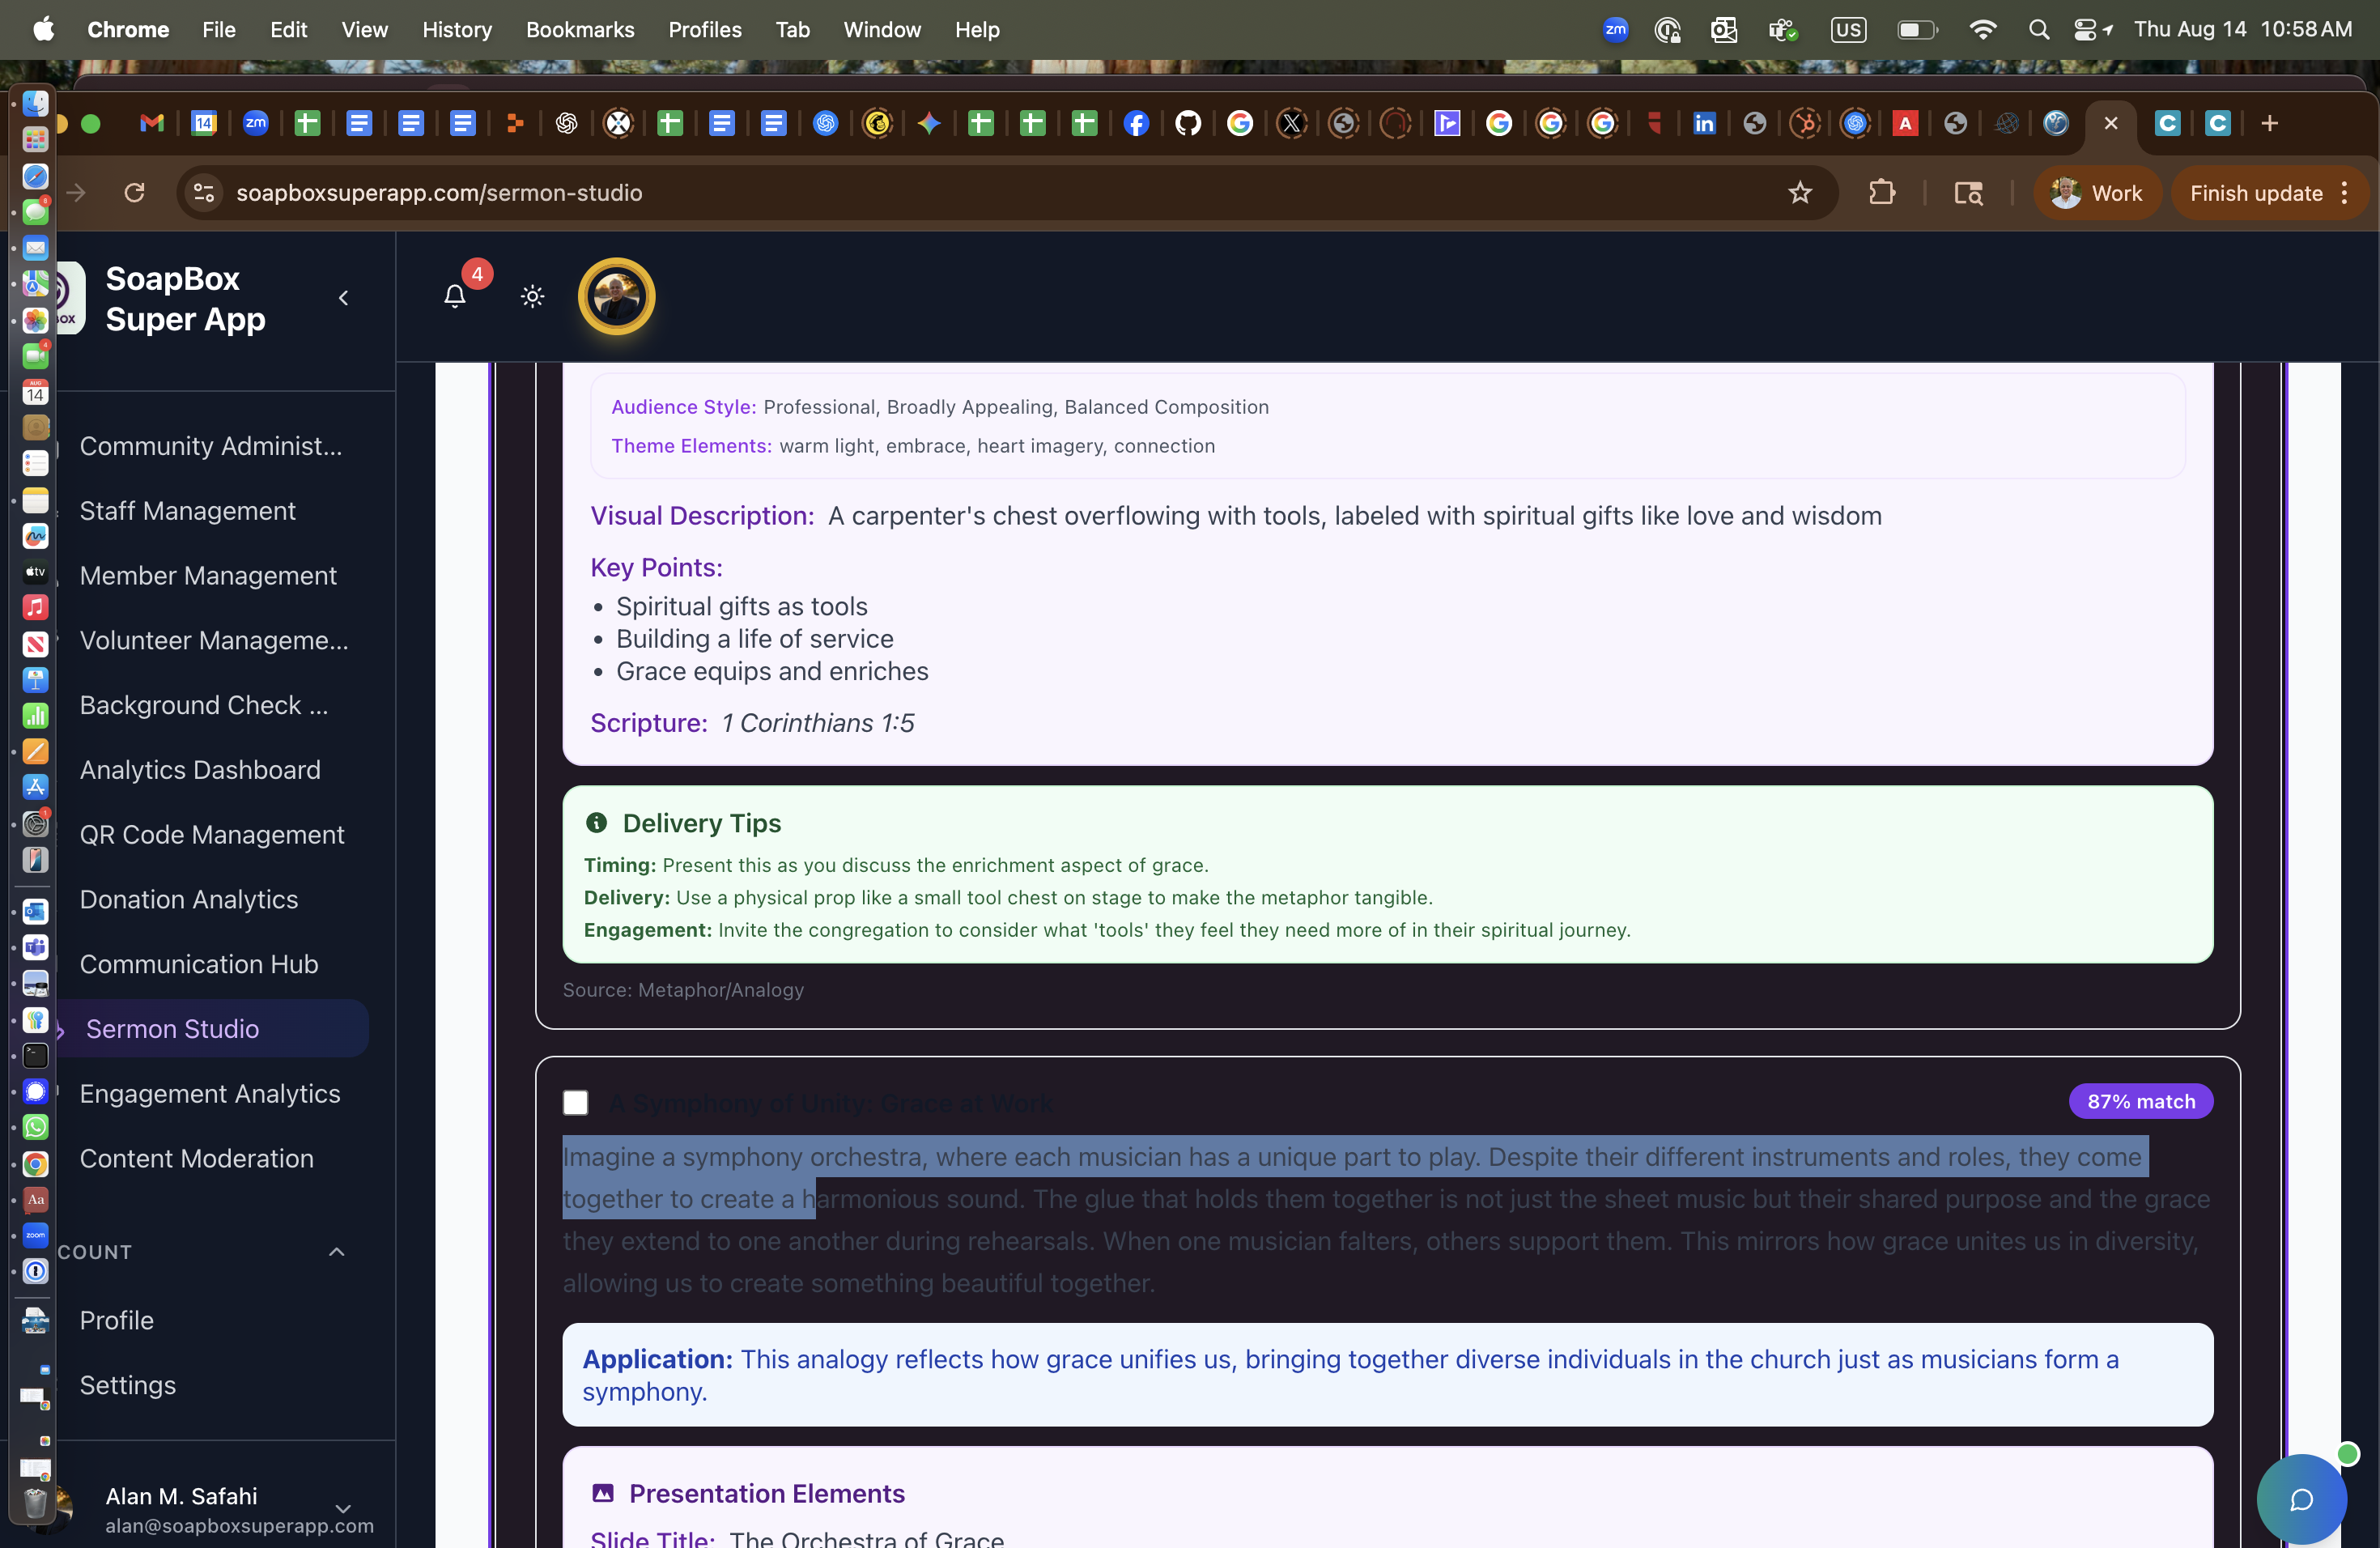 Chrome File Edit View History Bookmarks Profiles Tab Window Help
zm
US
Thu Aug 14 10:58 AM
soapboxsuperapp.com/sermon-studio
Work
Finish update
SoapBox
Super App
4
Community Administ...
Staff Management
Member Management
Volunteer Manageme...
Background Check ...
Analytics Dashboard
QR Code Management
Donation Analytics
Communication Hub
Sermon Studio
Engagement Analytics
Content Moderation
COUNT
Profile
Settings
Alan M. Safahi
alan@soapboxsuperapp.com
Audience Style: Professional, Broadly Appealing, Balanced Composition
Theme Elements: warm light, embrace, heart imagery, connection
Visual Description: A carpenter's chest overflowing with tools, labeled with spiritual gifts like love and wisdom
Key Points:
• Spiritual gifts as tools
• Building a life of service
• Grace equips and enriches
Scripture: 1 Corinthians 1:5
Delivery Tips
Timing: Present this as you discuss the enrichment aspect of grace.
Delivery: Use a physical prop like a small tool chest on stage to make the metaphor tangible.
Engagement: Invite the congregation to consider what 'tools' they feel they need more of in their spiritual journey.
Source: Metaphor/Analogy
A Symphony of Unity: Grace at Work
87% match
Imagine a symphony orchestra, where each musician has a unique part to play. Despite their different instruments and roles, they come
together to create a harmonious sound. The glue that holds them together is not just the sheet music but their shared purpose and the grace
they extend to one another during rehearsals. When one musician falters, others support them. This mirrors how grace unites us in diversity,
allowing us to create something beautiful together.
Application: This analogy reflects how grace unifies us, bringing together diverse individuals in the church just as musicians form a
symphony.
Presentation Elements
Slide Title: The Orchestra of Grace